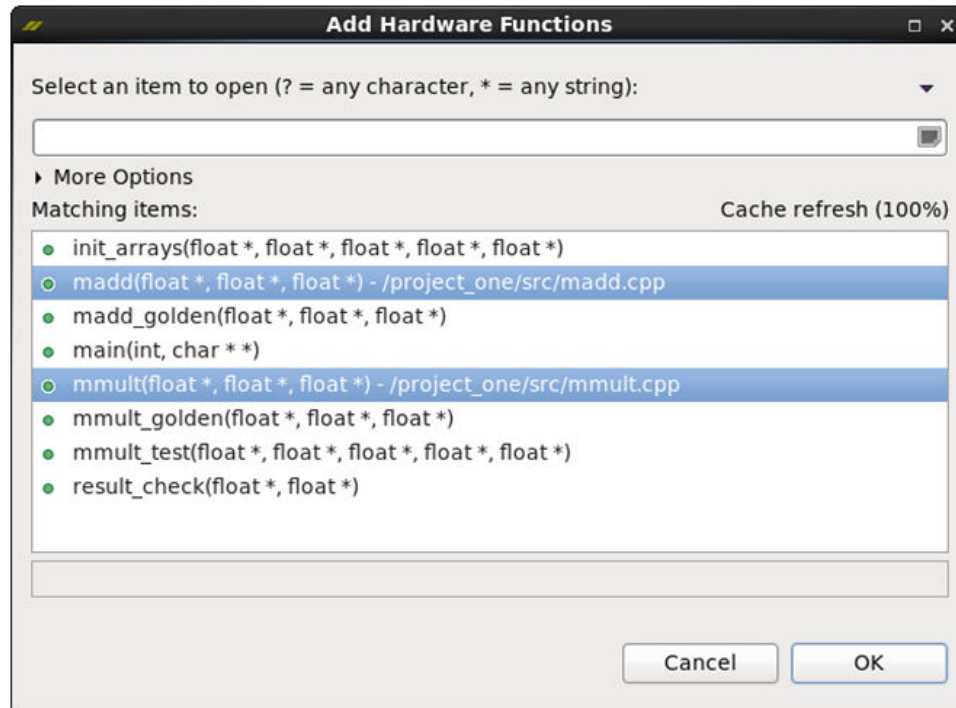 Add Hardware Functions
Select an item to open (? = any character, * = any string):
More Options
Matching items: Cache refresh (100%)
init_arrays(float *, float *, float *, float *, float *)
madd(float *, float *, float *) - /project_one/src/madd.cpp
madd_golden(float *, float *, float *)
main(int, char * *)
mmult(float *, float *, float *) - /project_one/src/mmult.cpp
mmult_golden(float *, float *, float *)
mmult_test(float *, float *, float *, float *, float *)
result_check(float *, float *)
Cancel OK